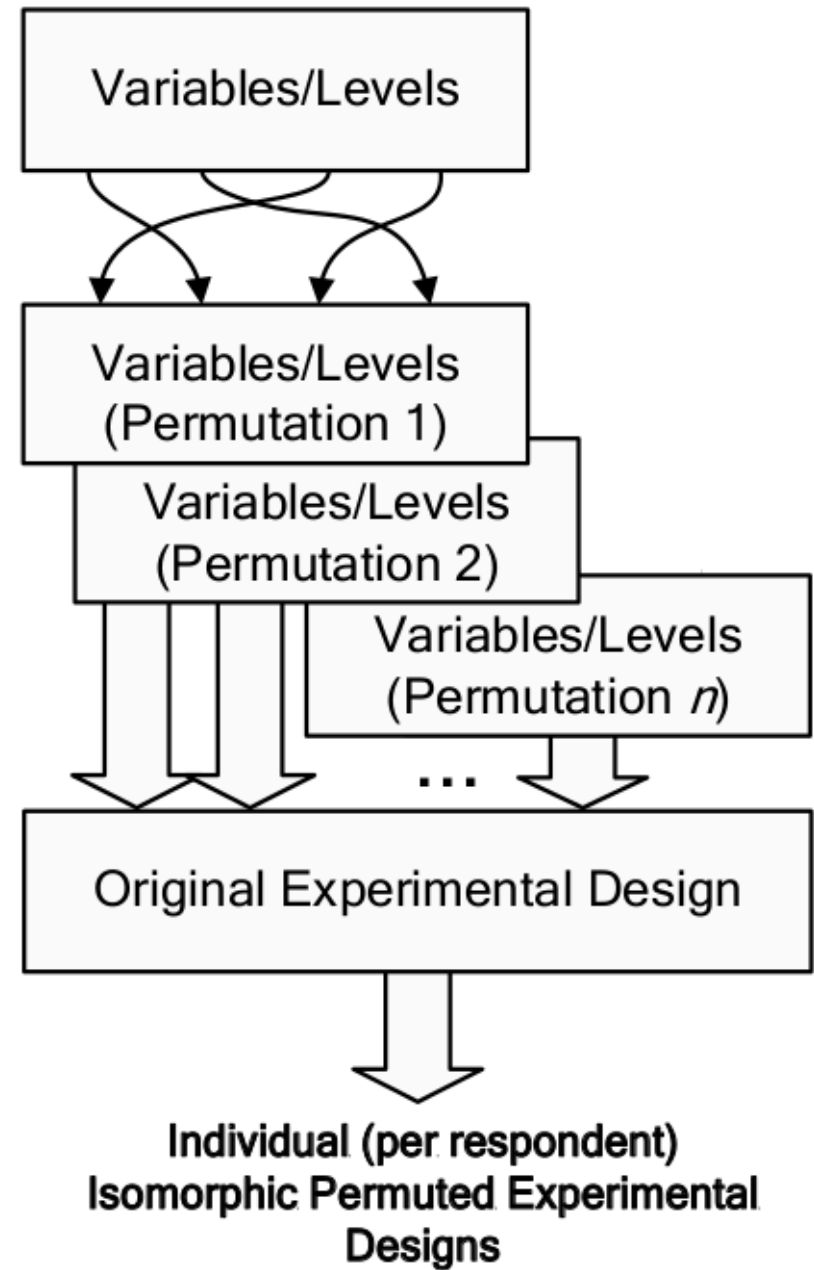 Variables/Levels
Variables/Levels
(Permutation 1)
Variables/Levels
(Permutation 2)
Variables/Levels
(Permutation n)
...
Original Experimental Design
Individual (per respondent)
Isomorphic Permuted Experimental
Designs